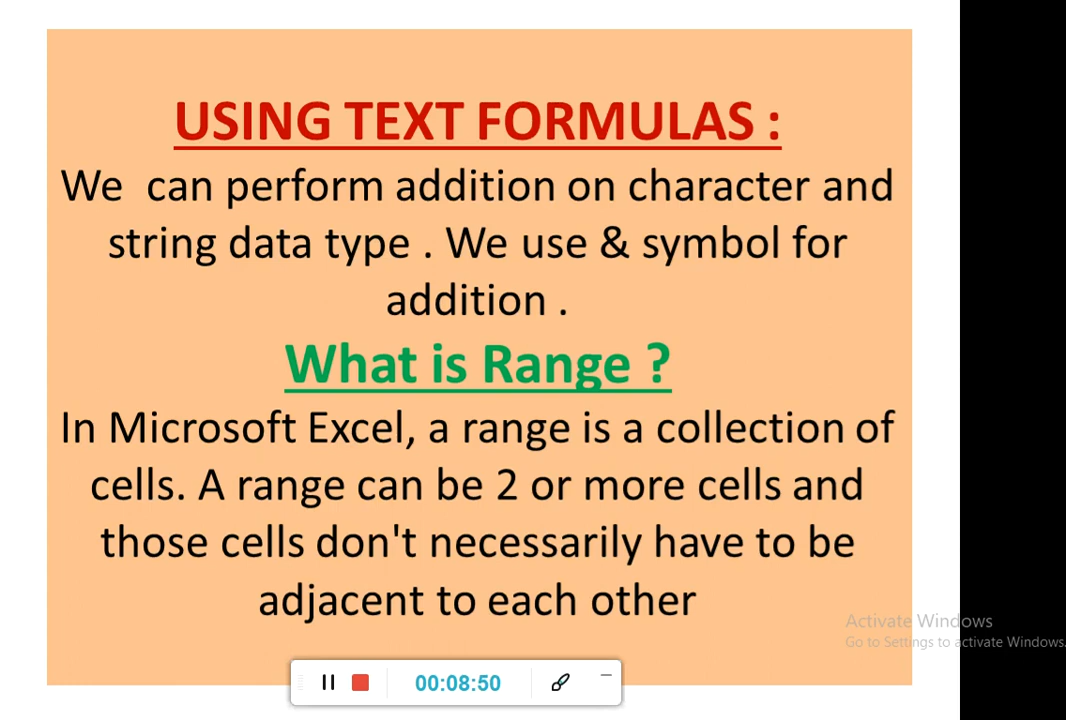 USING TEXT FORMULAS :
We  can perform addition on character and
string data type . We use & symbol for
addition .
What is Range ?
In Microsoft Excel, a range is a collection of
cells. A range can be 2 or more cells and
those cells don't necessarily have to be
adjacent to each other
Activate Windows
Go to Settings to activate Windows.
00:08:50